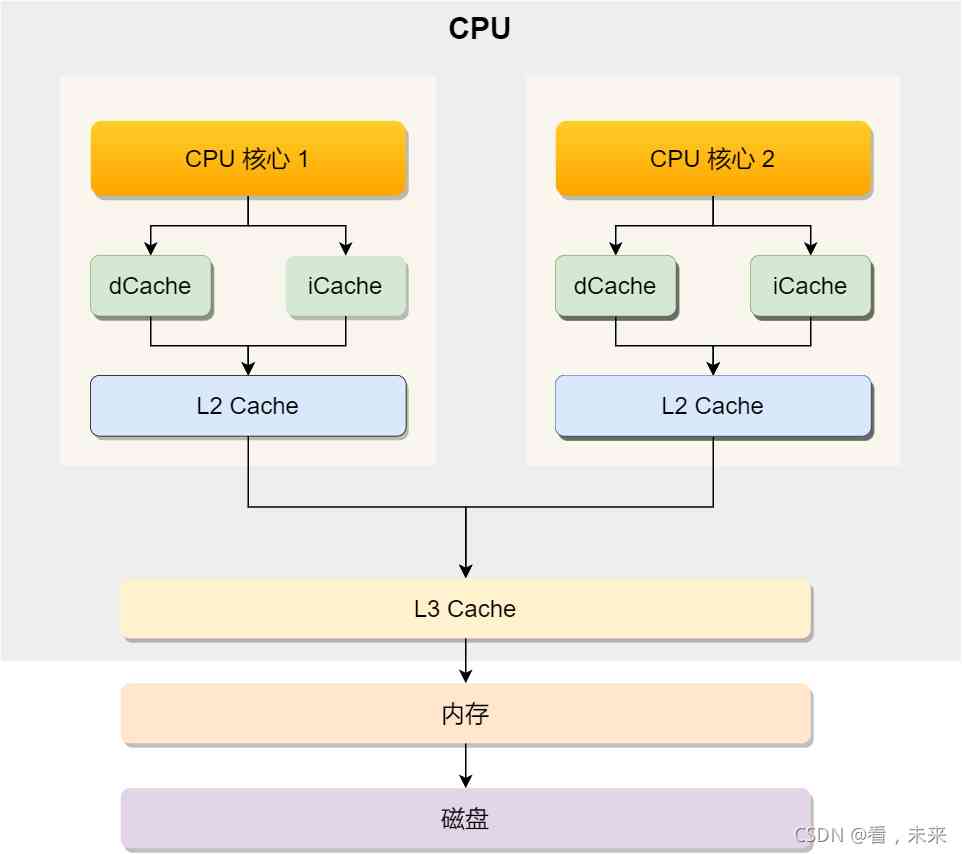 CPU
CPU 核心 1
CPU 核心 2
dCache
iCache
dCache
iCache
L2 Cache
L2 Cache
L3 Cache
内存
磁盘
CSDN @看，未来